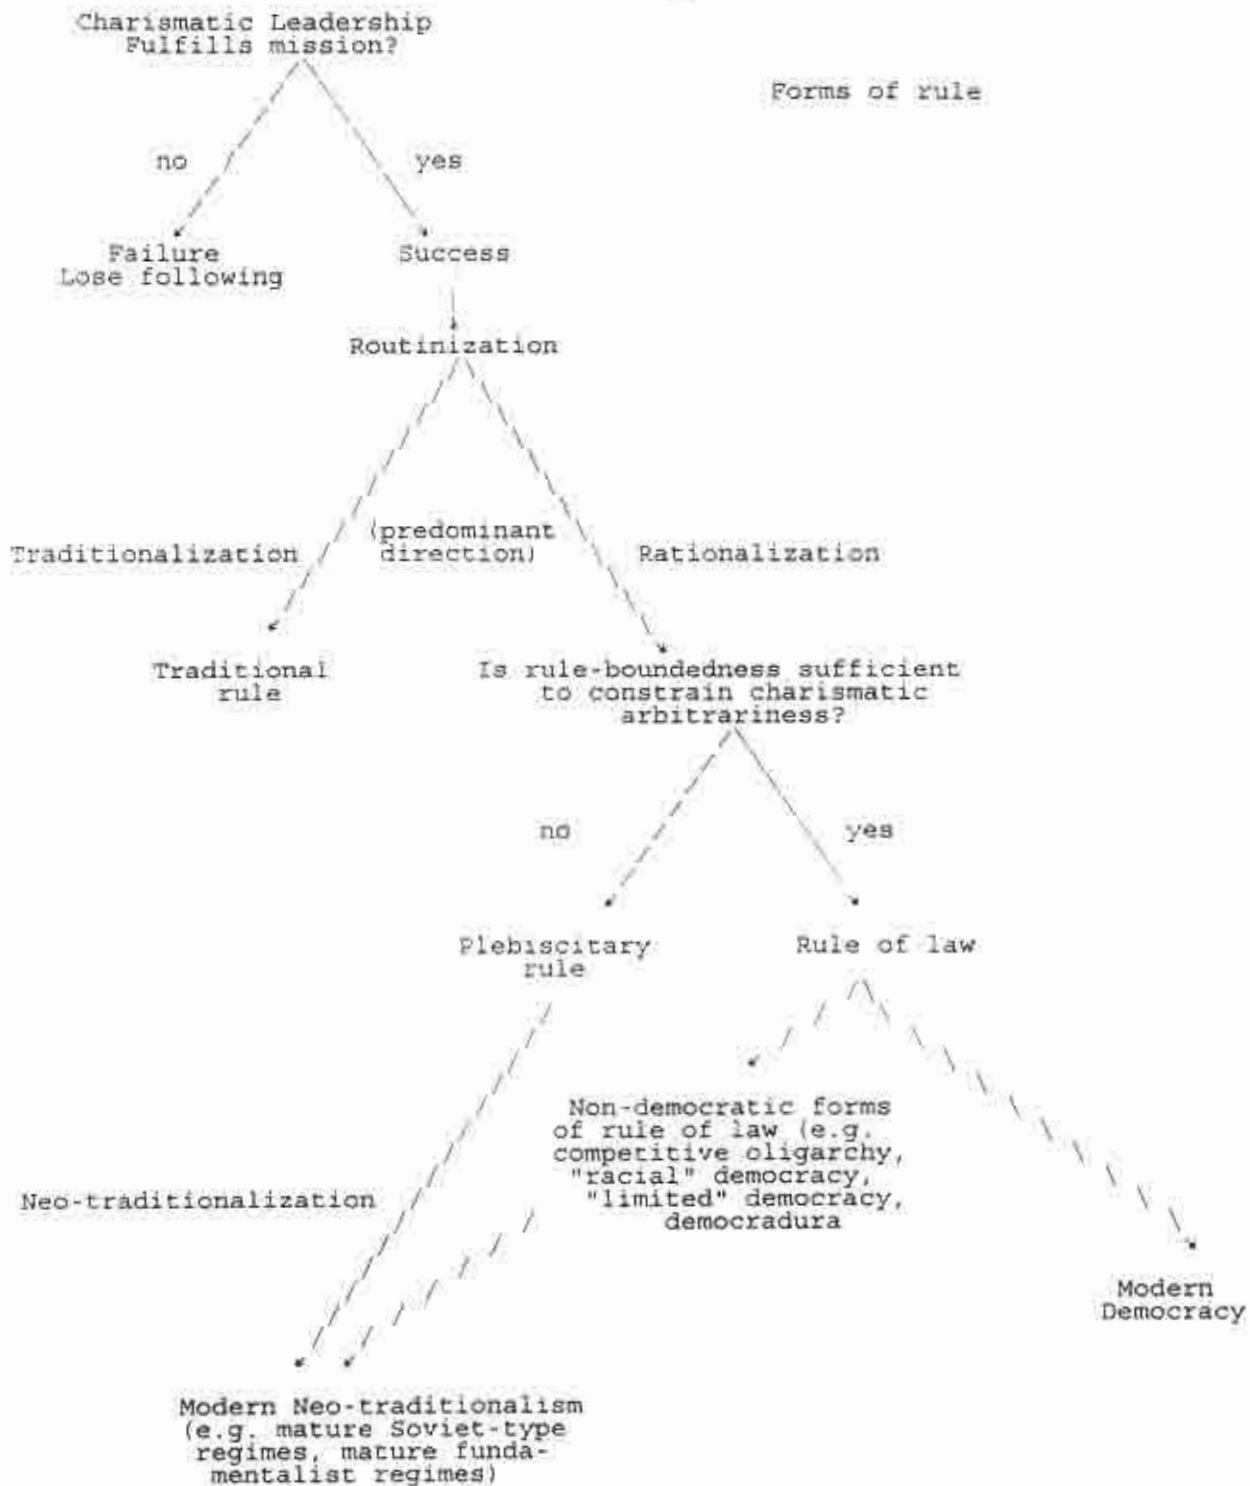 Charismatic Leadership
Fulfills mission?
Forms of rule
no
yes
Failure
Lose following
Success
Routinization
(predominant
direction)
Traditionalization
Rationalization
Traditional
rule
Is rule-boundedness sufficient
to constrain charismatic
arbitrariness?
no
yes
Plebiscitary
rule
Rule of law
Non-democratic forms
of rule of law (e.g.
competitive oligarchy,
"racial" democracy,
"limited" democracy,
democradura
Neo-traditionalization
Modern
Democracy
Modern Neo-traditionalism
(e.g. mature Soviet-type
regimes, mature funda-
mentalist regimes)